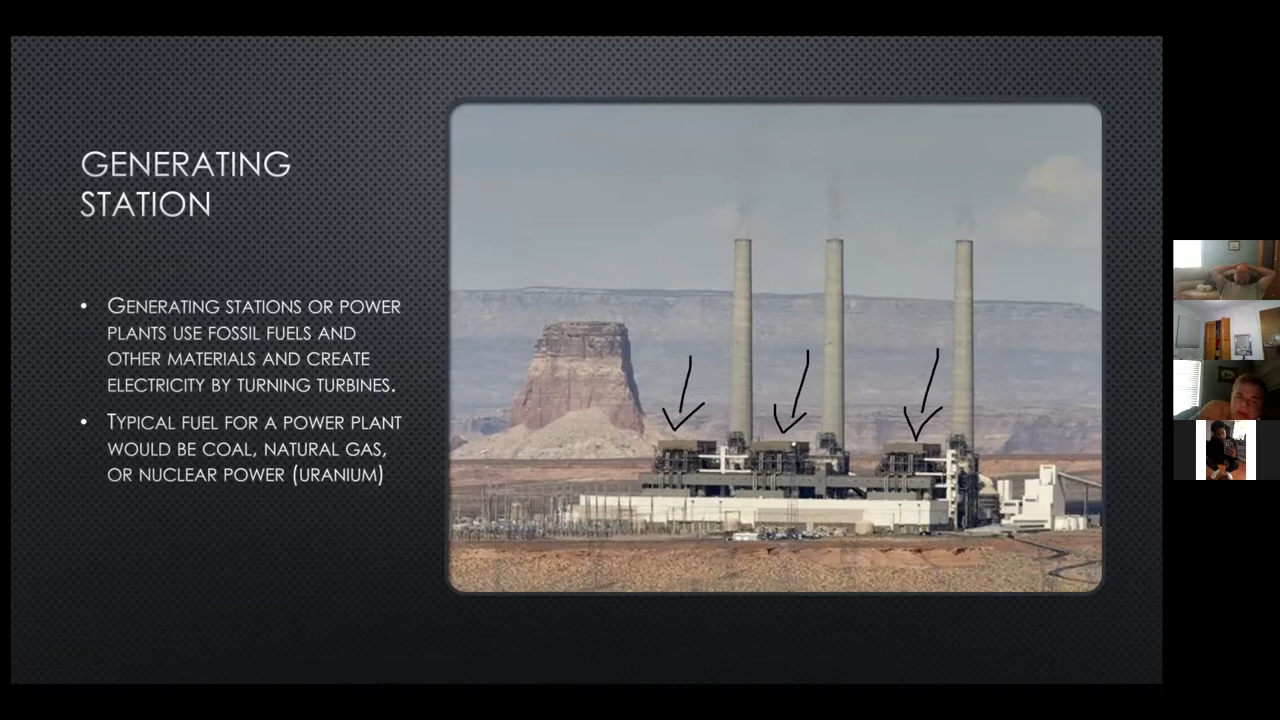 GENERATING
STATION
• GENERATING STATIONS OR POWER
PLANTS USE FOSSIL FUELS AND
OTHER MATERIALS AND CREATE
ELECTRICITY BY TURNING TURBINES.
• TYPICAL FUEL FOR A POWER PLANT
WOULD BE COAL, NATURAL GAS,
OR NUCLEAR POWER (URANIUM)